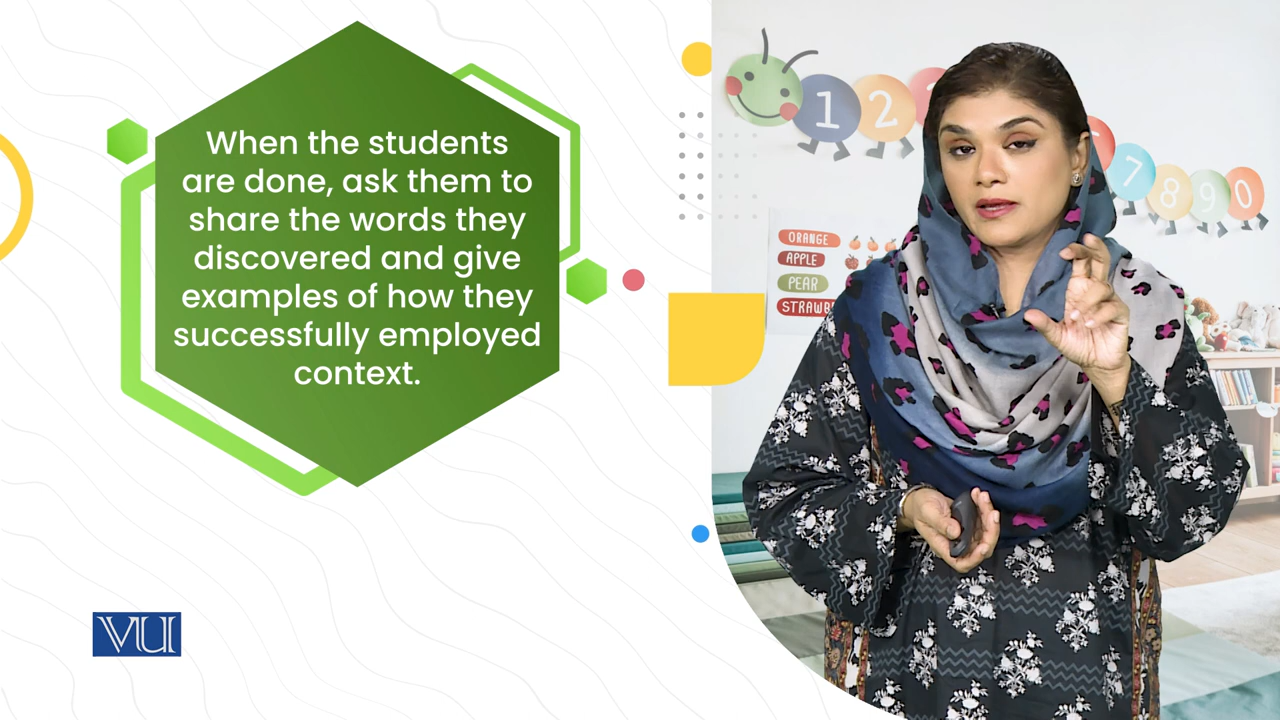 When the students
are done, ask them to
share the words they
discovered and give
examples of how they
successfully employed
context.
VU
1 2
7 8 9 0
ORANGE
APPLE
PEAR